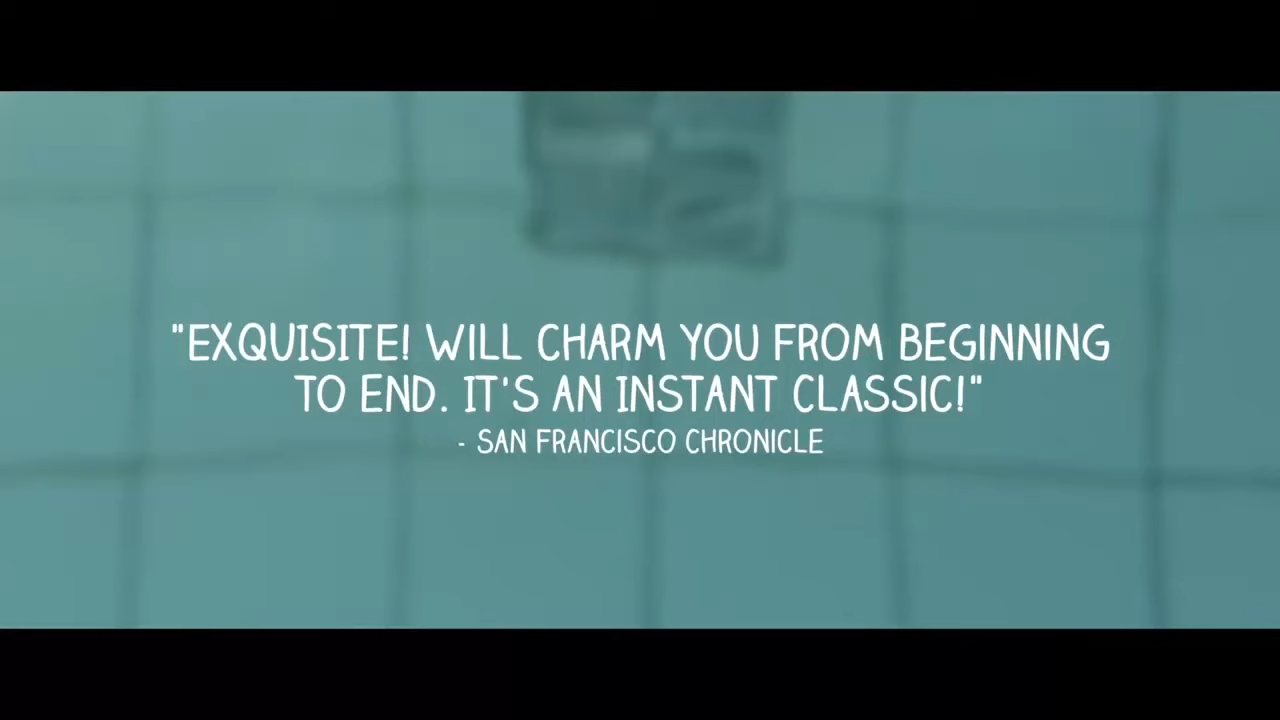 "EXQUISITE! WILL CHARM YOU FROM BEGINNING
TO END. IT'S AN INSTANT CLASSIC!"
- SAN FRANCISCO CHRONICLE